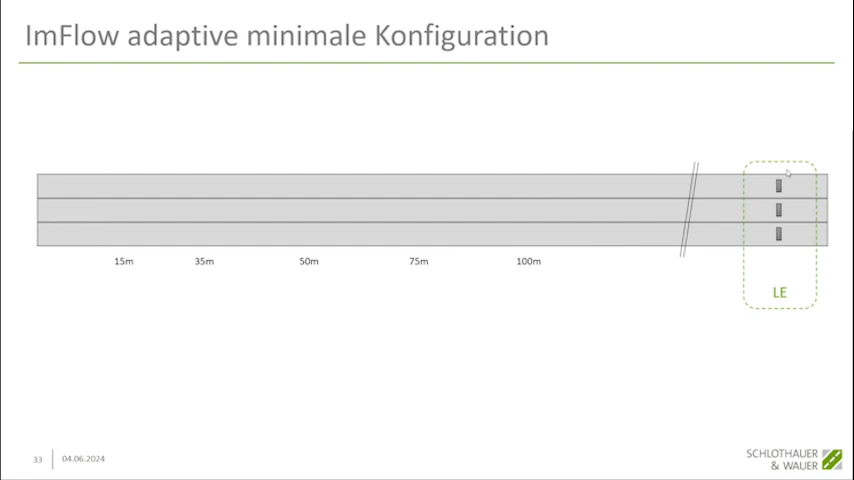 ImFlow adaptive minimale Konfiguration
15m 35m 50m 75m 100m
LE
33 04.06.2024
SCHLOTHAUER
& WAUER